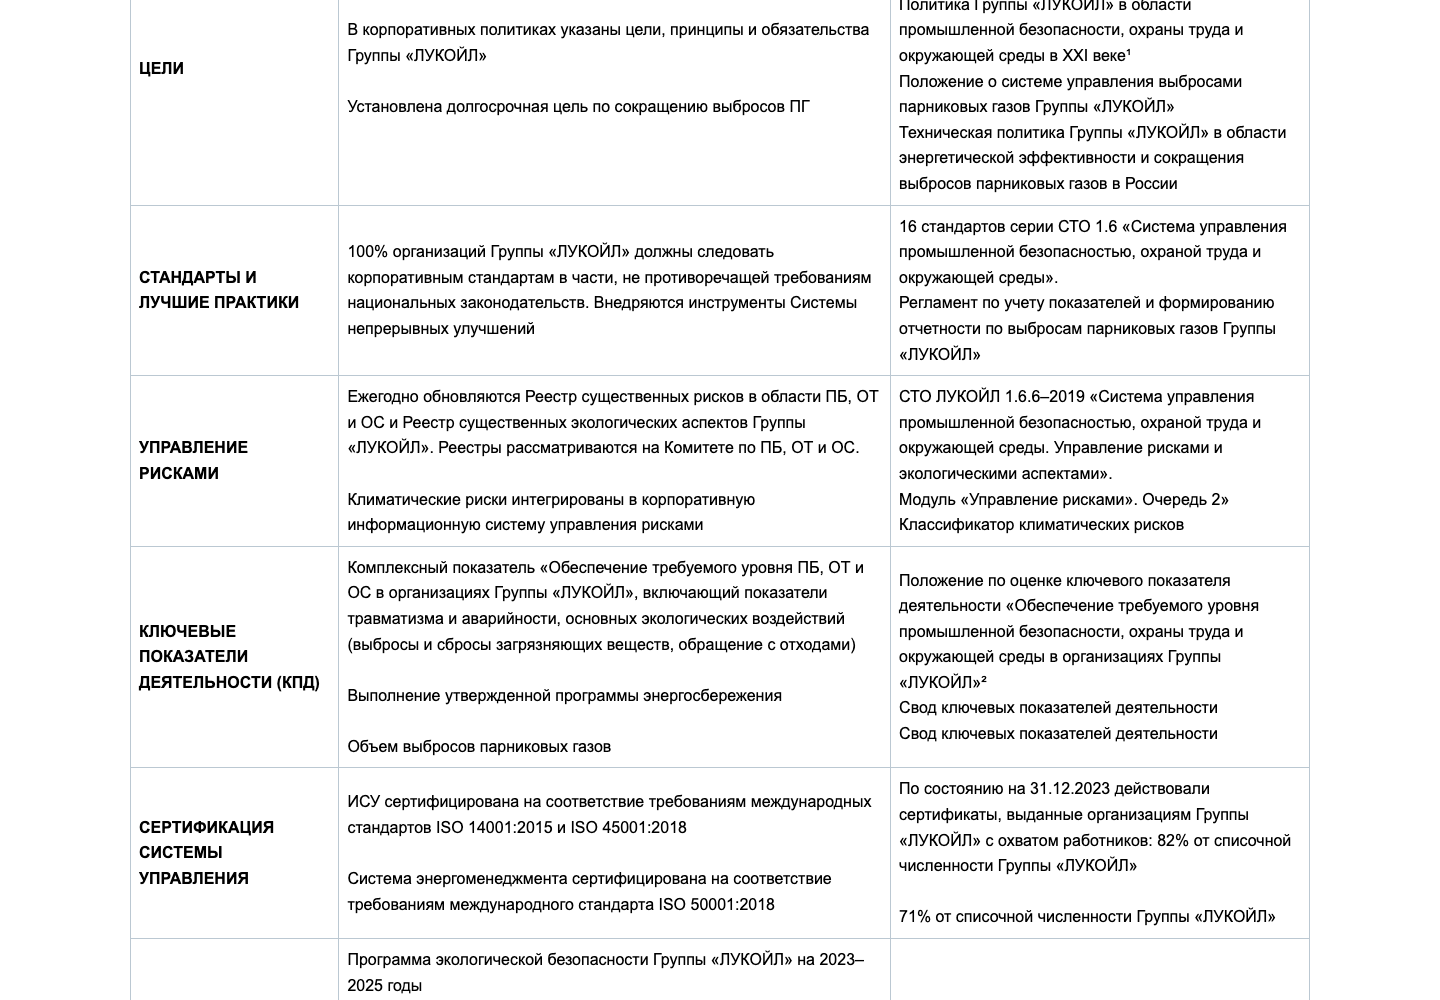 ЦЕЛИ
В корпоративных политиках указаны цели, принципы и обязательства
Группы «ЛУКОЙЛ»
Установлена долгосрочная цель по сокращению выбросов ПГ
Политика Группы «ЛУКОЙЛ» в области
промышленной безопасности, охраны труда и
окружающей среды в XXI веке¹
Положение о системе управления выбросами
парниковых газов Группы «ЛУКОЙЛ»
Техническая политика Группы «ЛУКОЙЛ» в области
энергетической эффективности и сокращения
выбросов парниковых газов в России
СТАНДАРТЫ И
ЛУЧШИЕ ПРАКТИКИ
100% организаций Группы «ЛУКОЙЛ» должны следовать
корпоративным стандартам в части, не противоречащей требованиям
национальных законодательств. Внедряются инструменты Системы
непрерывных улучшений
16 стандартов серии СТО 1.6 «Система управления
промышленной безопасностью, охраной труда и
окружающей среды».
Регламент по учету показателей и формированию
отчетности по выбросам парниковых газов Группы
«ЛУКОЙЛ»
УПРАВЛЕНИЕ
РИСКАМИ
Ежегодно обновляются Реестр существенных рисков в области ПБ, ОТ
и ОС и Реестр существенных экологических аспектов Группы
«ЛУКОЙЛ». Реестры рассматриваются на Комитете по ПБ, ОТ и ОС.
Климатические риски интегрированы в корпоративную
информационную систему управления рисками
СТО ЛУКОЙЛ 1.6.6–2019 «Система управления
промышленной безопасностью, охраной труда и
окружающей среды. Управление рисками и
экологическими аспектами».
Модуль «Управление рисками». Очередь 2»
Классификатор климатических рисков
КЛЮЧЕВЫЕ
ПОКАЗАТЕЛИ
ДЕЯТЕЛЬНОСТИ (КПД)
Комплексный показатель «Обеспечение требуемого уровня ПБ, ОТ и
ОС в организациях Группы «ЛУКОЙЛ», включающий показатели
травматизма и аварийности, основных экологических воздействий
(выбросы и сбросы загрязняющих веществ, обращение с отходами)
Выполнение утвержденной программы энергосбережения
Объем выбросов парниковых газов
Положение по оценке ключевого показателя
деятельности «Обеспечение требуемого уровня
промышленной безопасности, охраны труда и
окружающей среды в организациях Группы
«ЛУКОЙЛ»²
Свод ключевых показателей деятельности
Свод ключевых показателей деятельности
СЕРТИФИКАЦИЯ
СИСТЕМЫ
УПРАВЛЕНИЯ
ИСУ сертифицирована на соответствие требованиям международных
стандартов ISO 14001:2015 и ISO 45001:2018
Система энергоменеджмента сертифицирована на соответствие
требованиям международного стандарта ISO 50001:2018
По состоянию на 31.12.2023 действовали
сертификаты, выданные организациям Группы
«ЛУКОЙЛ» с охватом работников: 82% от списочной
численности Группы «ЛУКОЙЛ»
71% от списочной численности Группы «ЛУКОЙЛ»
Программа экологической безопасности Группы «ЛУКОЙЛ» на 2023–
2025 годы